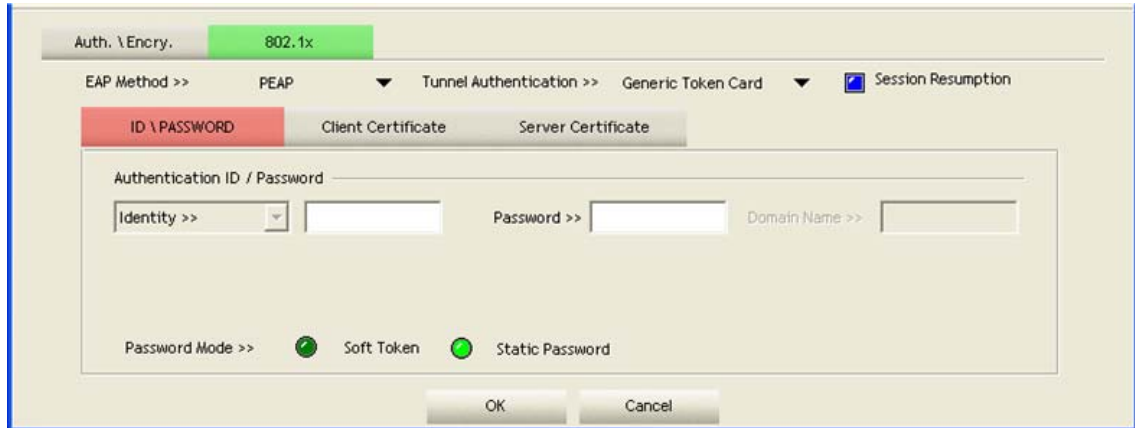 Auth. \ Encry. 802.1x
EAP Method >> PEAP Tunnel Authentication >> Generic Token Card Session Resumption
ID \ PASSWORD Client Certificate Server Certificate
Authentication ID / Password
Identity >> Password >> Domain Name >>
Password Mode >> Soft Token Static Password
OK Cancel